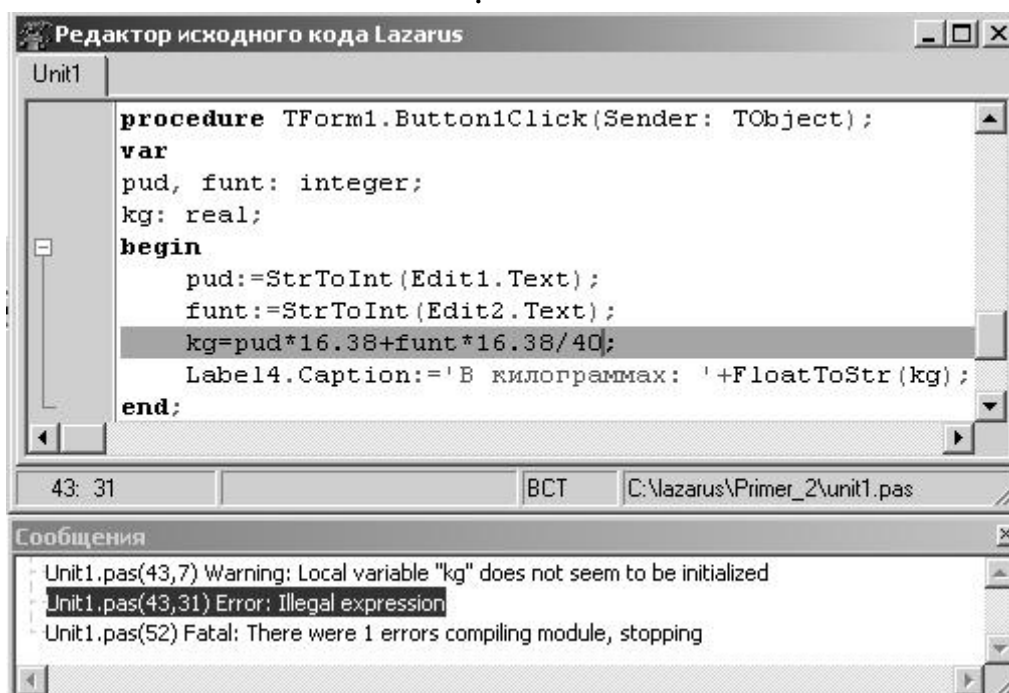 Редактор исходного кода Lazarus
Unit1
procedure TForm1.Button1Click(Sender: TObject);
var
pud, funt: integer;
kg: real;
begin
pud:=StrToInt(Edit1.Text);
funt:=StrToInt(Edit2.Text);
kg=pud*16.38+funt*16.38/40;
Label4.Caption:='В килограммах: '+FloatToStr(kg);
end;
43: 31 ВСТ C:\lazarus\Primer_2\unit1.pas
Сообщения
Unit1.pas(43,7) Warning: Local variable "kg" does not seem to be initialized
Unit1.pas(43,31) Error: Illegal expression
Unit1.pas(52) Fatal: There were 1 errors compiling module, stopping